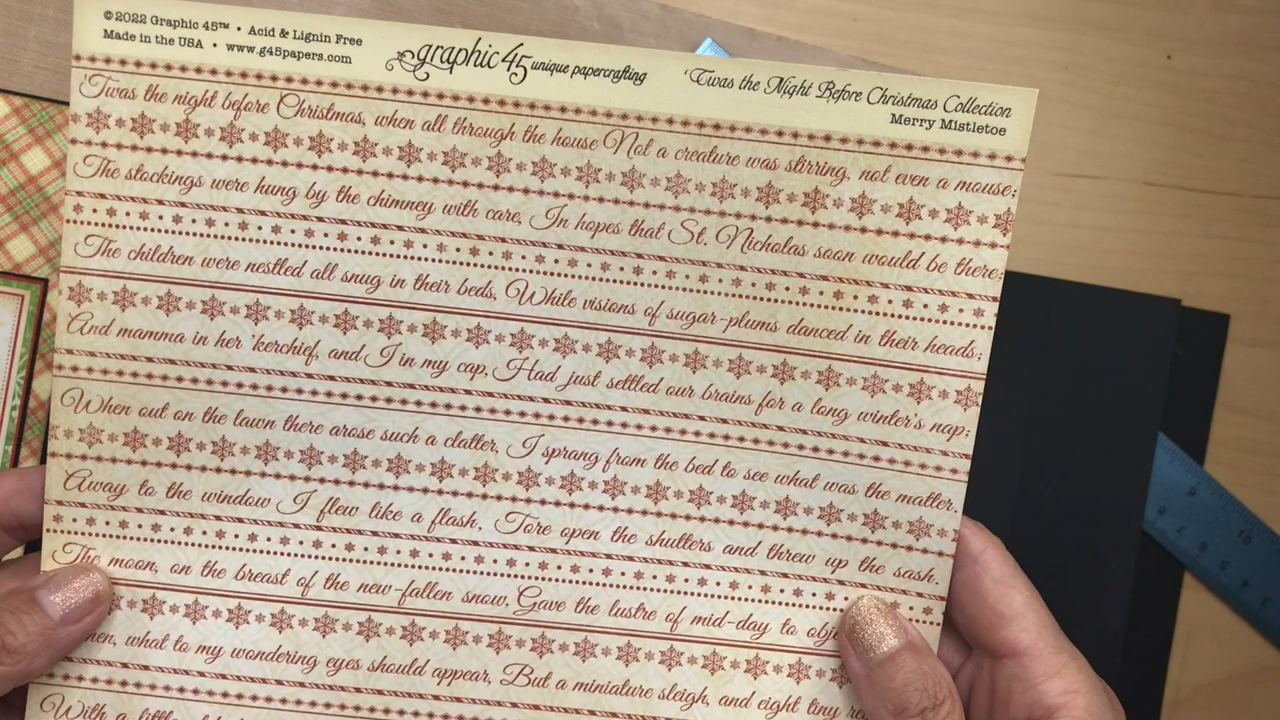 ©2022 Graphic 45™ • Acid & Lignin Free
Made in the USA • www.g45papers.com
graphic 45 unique papercrafting
'Twas the Night Before Christmas Collection
Merry Mistletoe
'Twas the night before Christmas, when all through the house Not a creature was stirring, not even a mouse;
The stockings were hung by the chimney with care, In hopes that St. Nicholas soon would be there;
The children were nestled all snug in their beds, While visions of sugar-plums danced in their heads;
And mamma in her 'kerchief, and I in my cap, Had just settled our brains for a long winter's nap;
When out on the lawn there arose such a clatter, I sprang from the bed to see what was the matter.
Away to the window I flew like a flash, Tore open the shutters and threw up the sash.
The moon, on the breast of the new-fallen snow, Gave the lustre of mid-day to
what to my wondering eyes should appear, But a miniature sleigh, and eight tiny
With a little
9
10